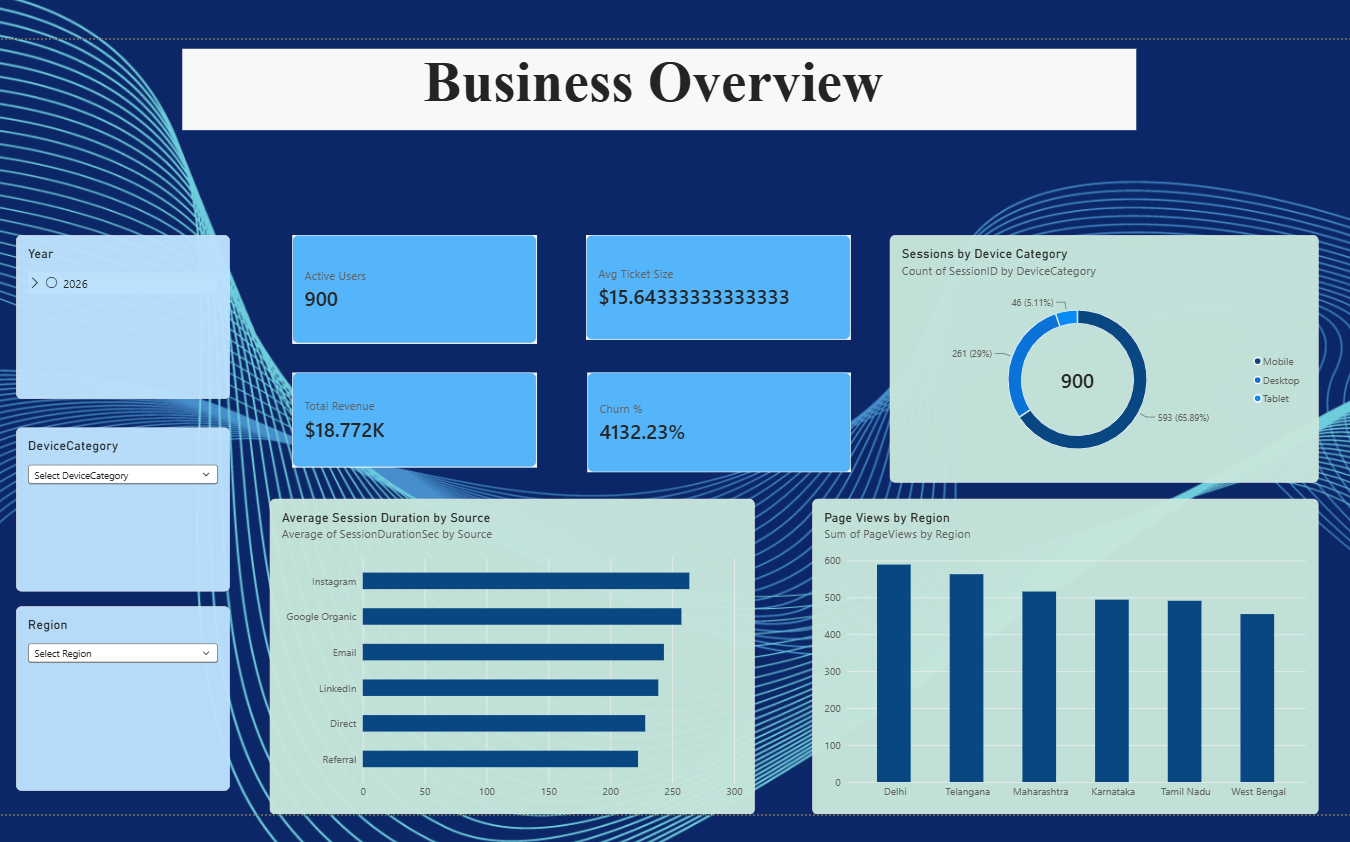 Business Overview
Year
2026
DeviceCategory
Select DeviceCategory
Region
Select Region
Active Users
900
Avg Ticket Size
$15.64333333333333
Total Revenue
$18.772K
Churn %
4132.23%
Sessions by Device Category
Count of SessionID by DeviceCategory
46 (5.11%)
261 (29%)
900
593 (65.89%)
Mobile
Desktop
Tablet
Average Session Duration by Source
Average of SessionDurationSec by Source
Instagram
Google Organic
Email
LinkedIn
Direct
Referral
0 50 100 150 200 250 300
Page Views by Region
Sum of PageViews by Region
600
500
400
300
200
100
0
Delhi Telangana Maharashtra Karnataka Tamil Nadu West Bengal